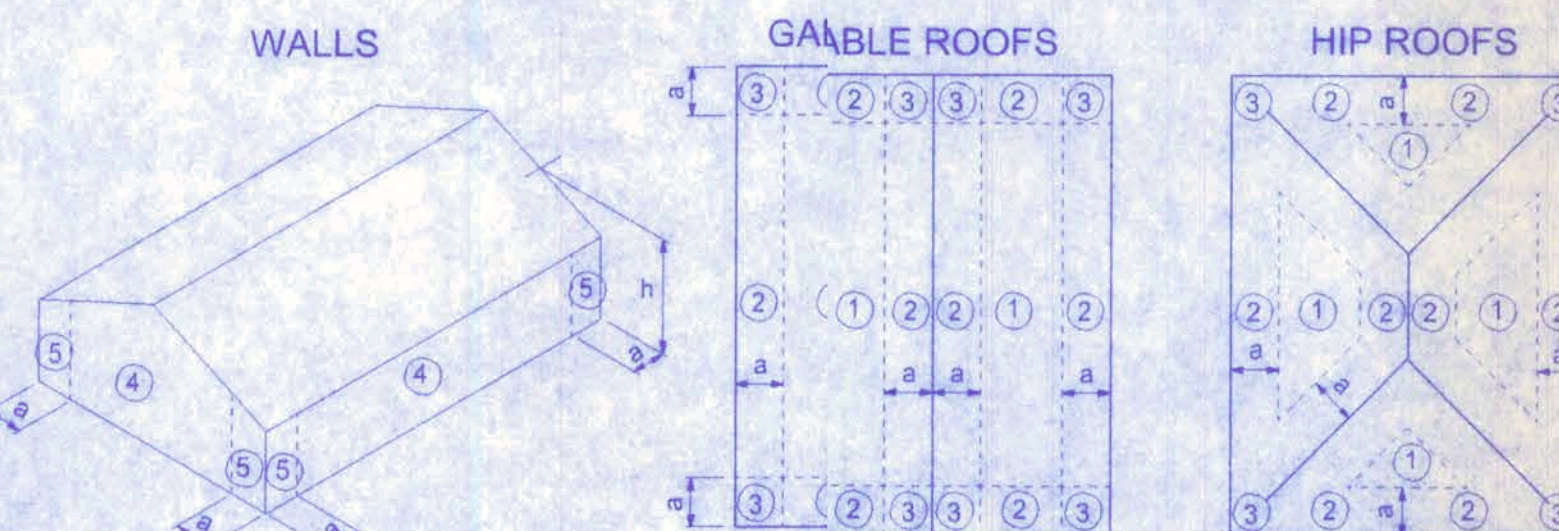 WALLS
GABLE ROOFS
HIP ROOFS
a 3 2 3 3 2 3
3 2 a 2 3
1
5 h
2 1 2 2 1 2
2 1 2 2 1 2
5 4 4 a
a a a a
a a a
a
5 5
1
a 3 2 3 3 2 3
3 2 a 2 3
a a